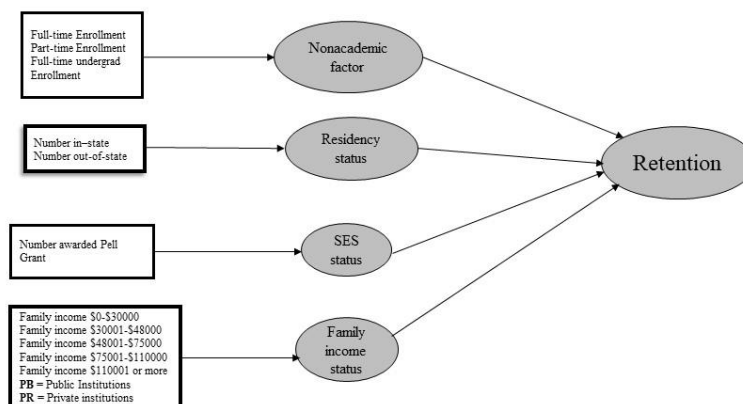 Full-time Enrollment
Part-time Enrollment
Full-time undergrad
Enrollment
Nonacademic
factor
Number in–state
Number out-of-state
Residency
status
Retention
Number awarded Pell
Grant
SES
status
Family income $0-$30000
Family income $30001-$48000
Family income $48001-$75000
Family income $75001-$110000
Family income $110001 or more
PB = Public Institutions
PR = Private institutions
Family
income
status